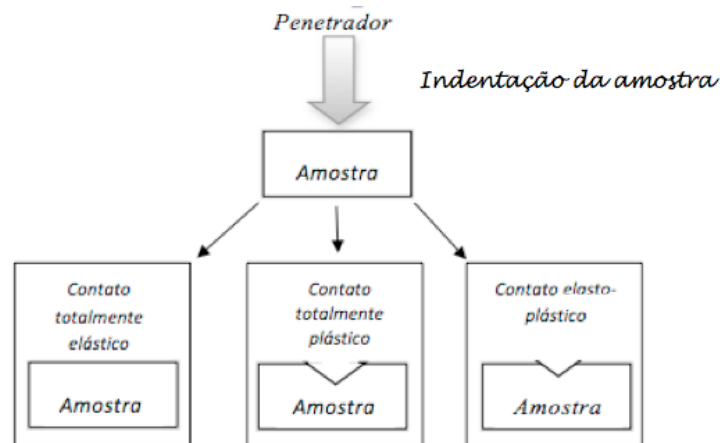 Penetrador
Indentação da amostra
Amostra
Contato
totalmente
elástico
Amostra
Contato
totalmente
plástico
Amostra
Contato elasto-
plástico
Amostra